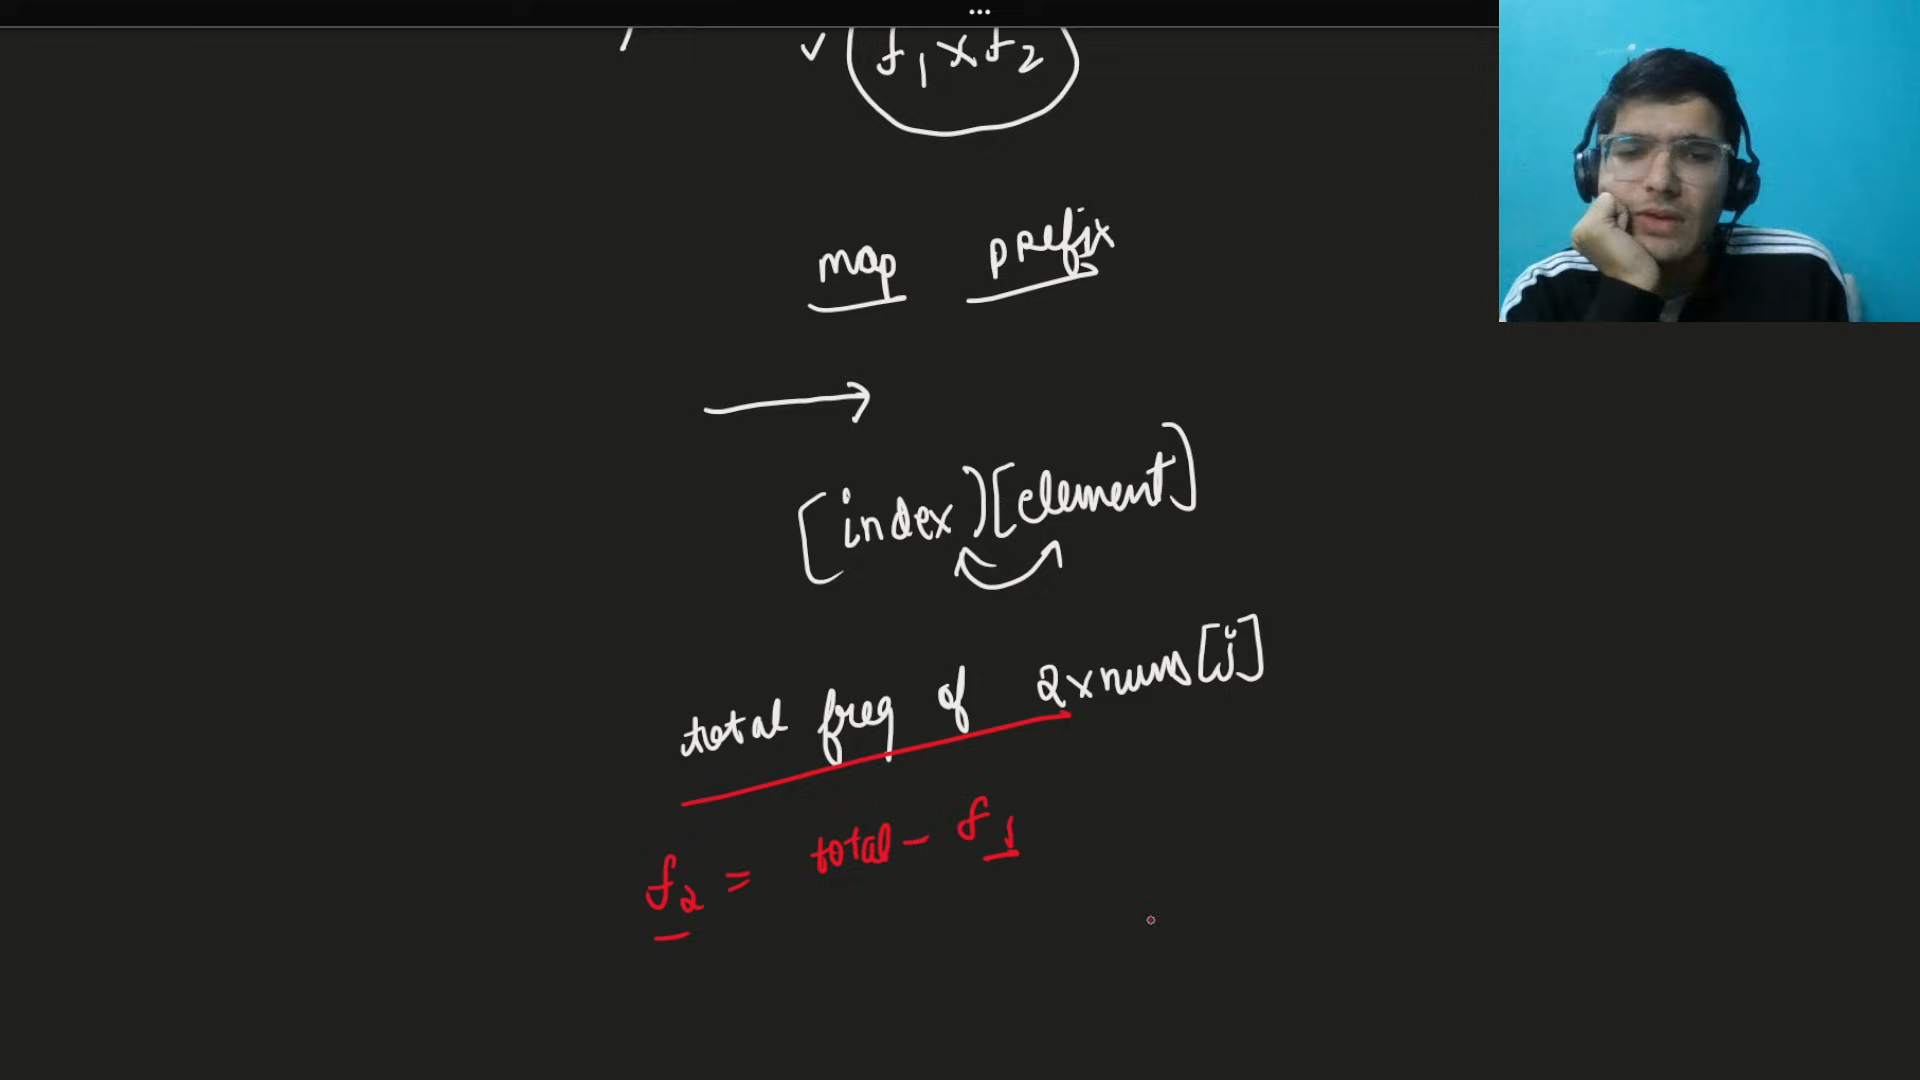 ...
✓ f1 x f2
map prefix
[index)[element]
total freq of 2xnums[j]
f2 = total - f1